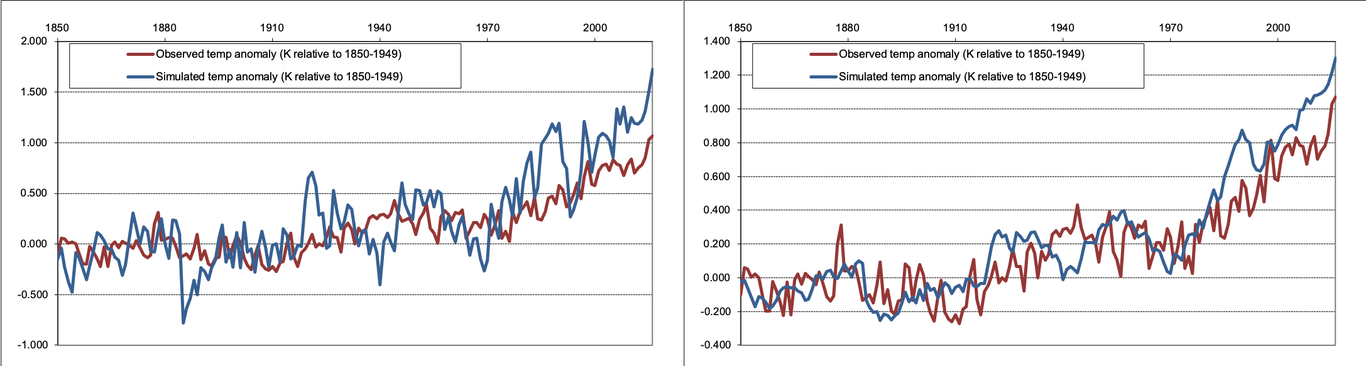 1850 1880 1910 1940 1970 2000
2.000
Observed temp anomaly (K relative to 1850-1949)
Simulated temp anomaly (K relative to 1850-1949)
1.500
1.000
0.500
0.000
-0.500
-1.000
1850 1880 1910 1940 1970 2000
1.400
Observed temp anomaly (K relative to 1850-1949)
Simulated temp anomaly (K relative to 1850-1949)
1.200
1.000
0.800
0.600
0.400
0.200
0.000
-0.200
-0.400